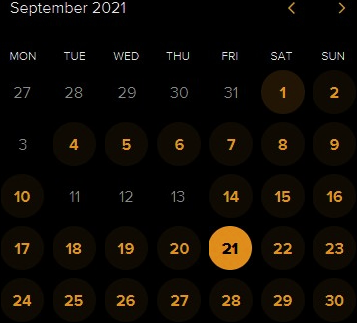 September 2021
MON TUE WED THU FRI SAT SUN
27 28 29 30 31 1 2
3 4 5 6 7 8 9
10 11 12 13 14 15 16
17 18 19 20 21 22 23
24 25 26 27 28 29 30